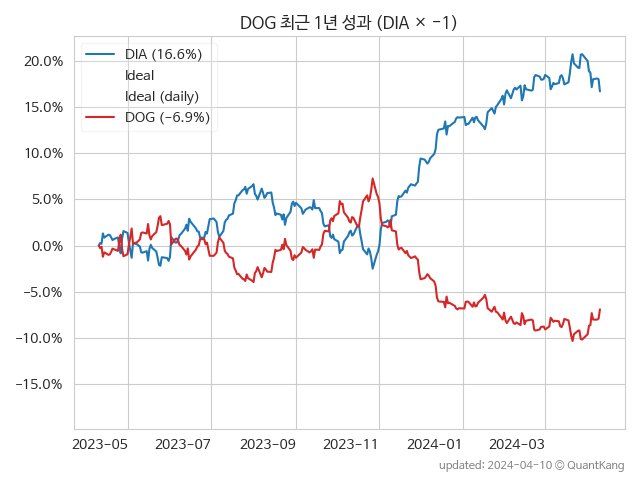 DOG 최근 1년 성과 (DIA × −1)
DIA (16.6%)
Ideal
Ideal (daily)
DOG (−6.9%)
20.0%
15.0%
10.0%
5.0%
0.0%
−5.0%
−10.0%
−15.0%
2023-05 2023-07 2023-09 2023-11 2024-01 2024-03
updated: 2024-04-10 © QuantKang